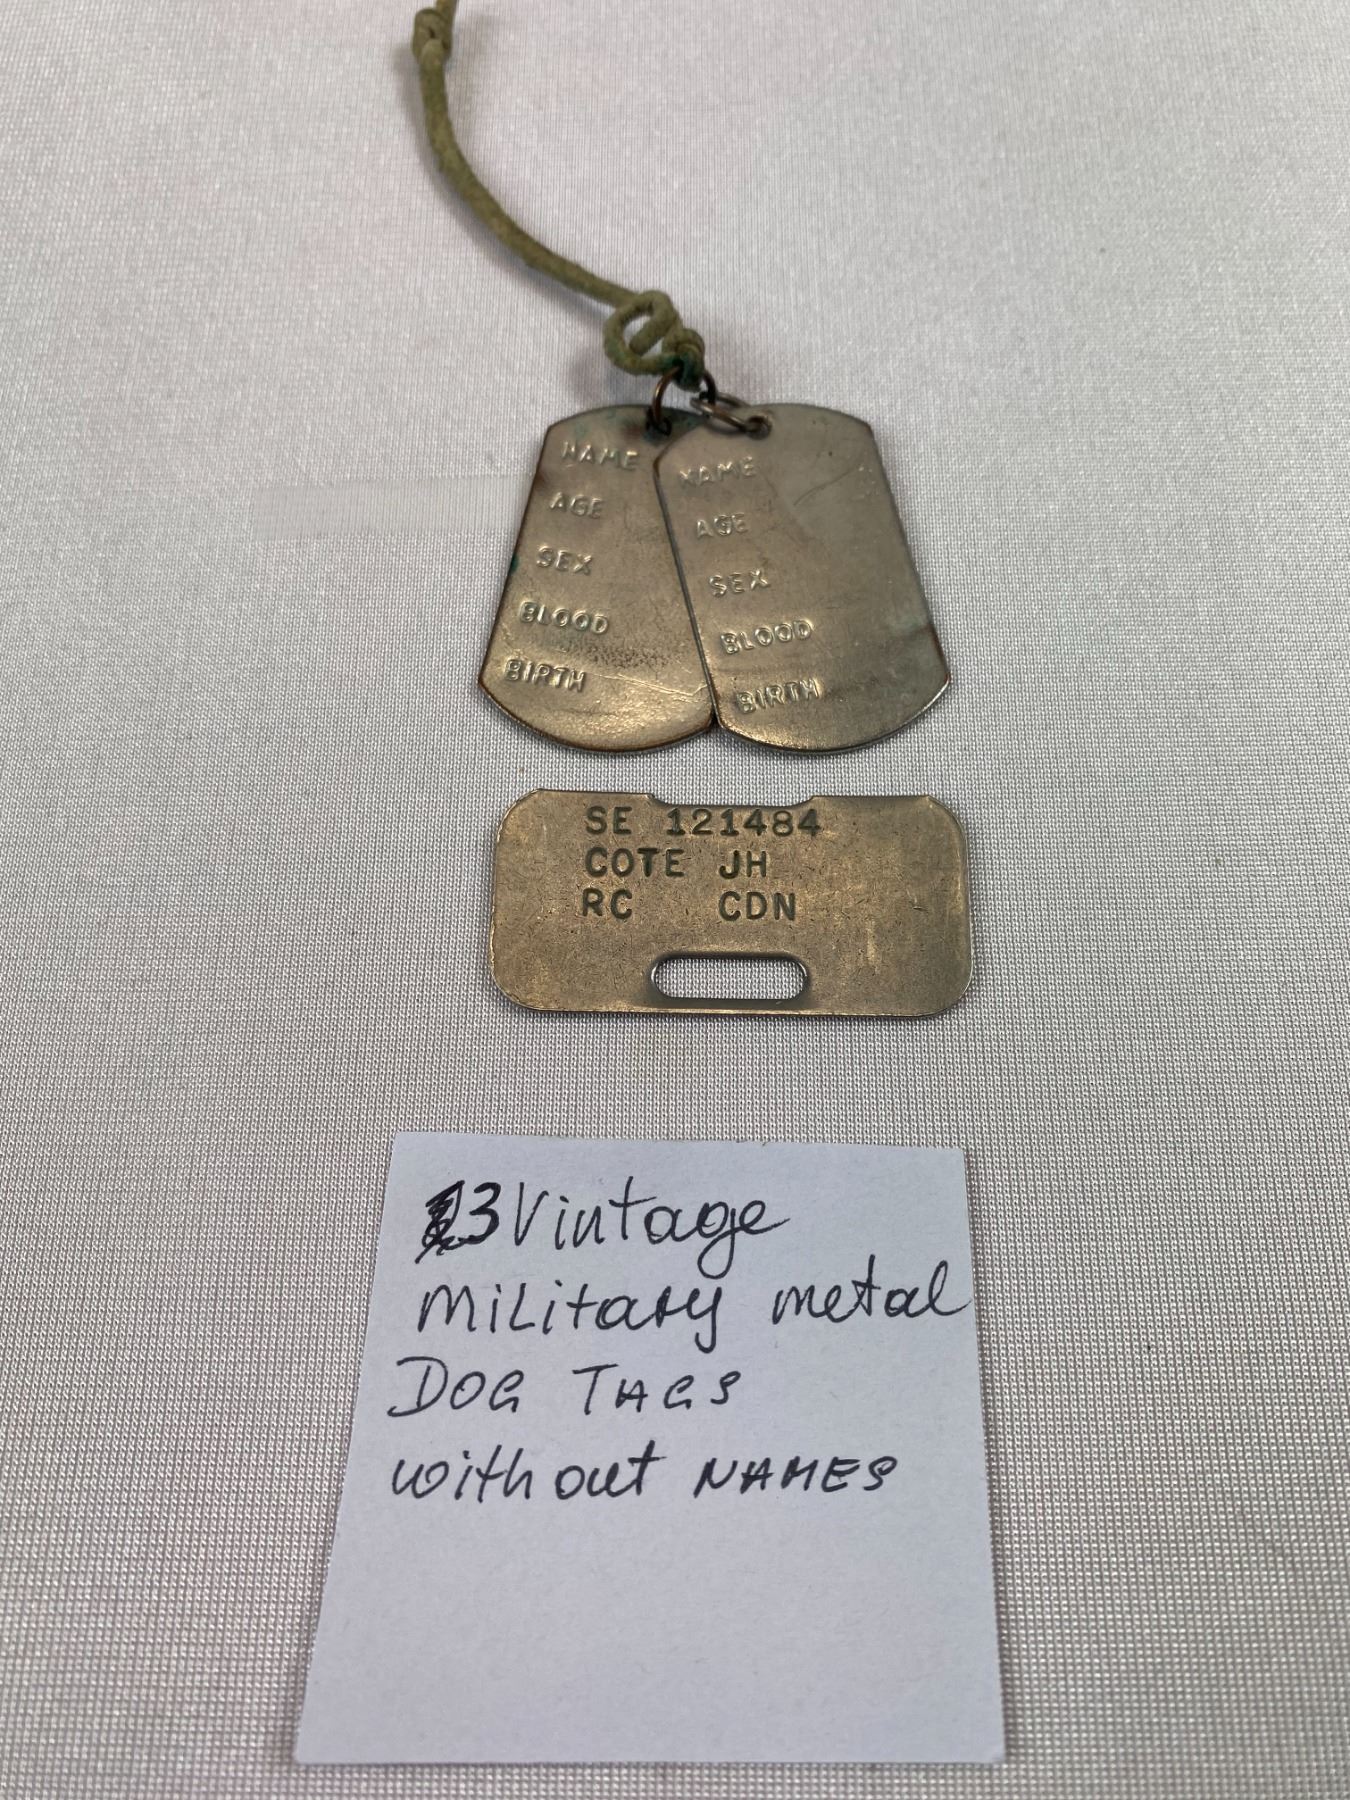 NAME
AGE
SEX
BLOOD
BIRTH
NAME
AGE
SEX
BLOOD
BIRTH
SE 121484
COTE JH
RC CDN
3 Vintage
MiLitary metal
DOG TAGS
without NAMES